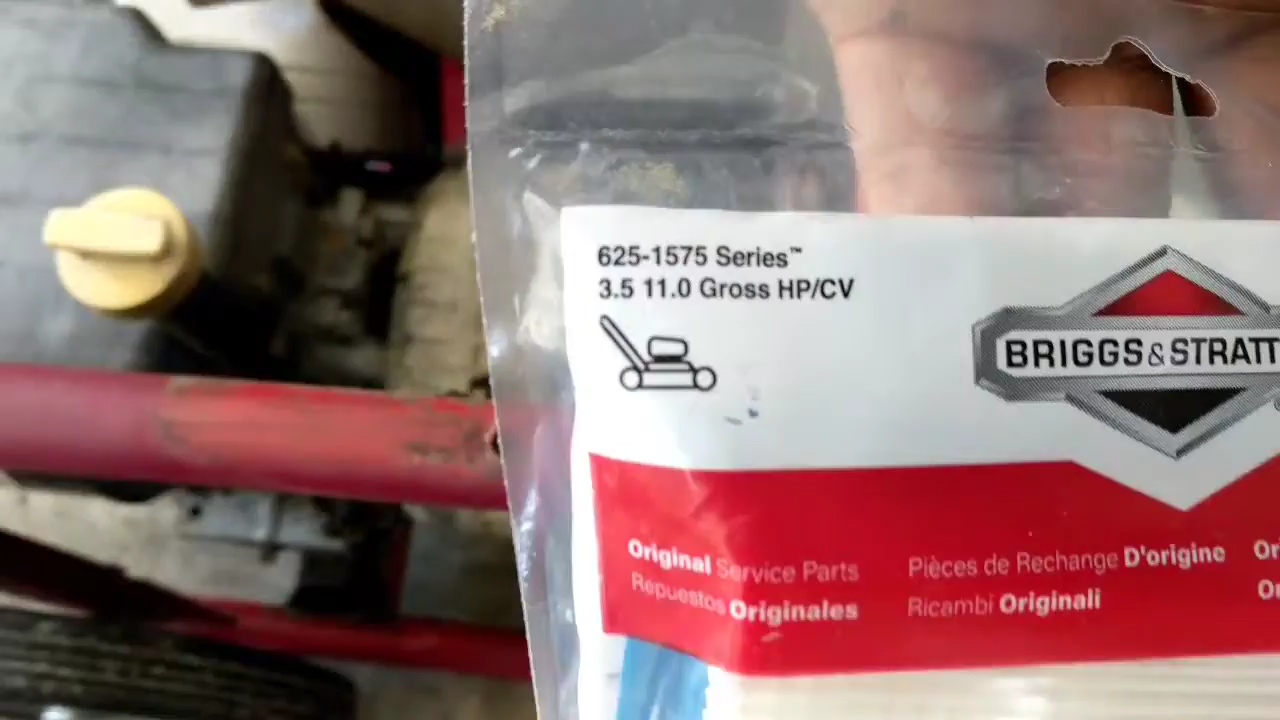 625-1575 Series™
3.5 11.0 Gross HP/CV
BRIGGS & STRATT
Original Service Parts
Repuestos Originales
Pièces de Rechange D'origine
Ricambi Originali
Or